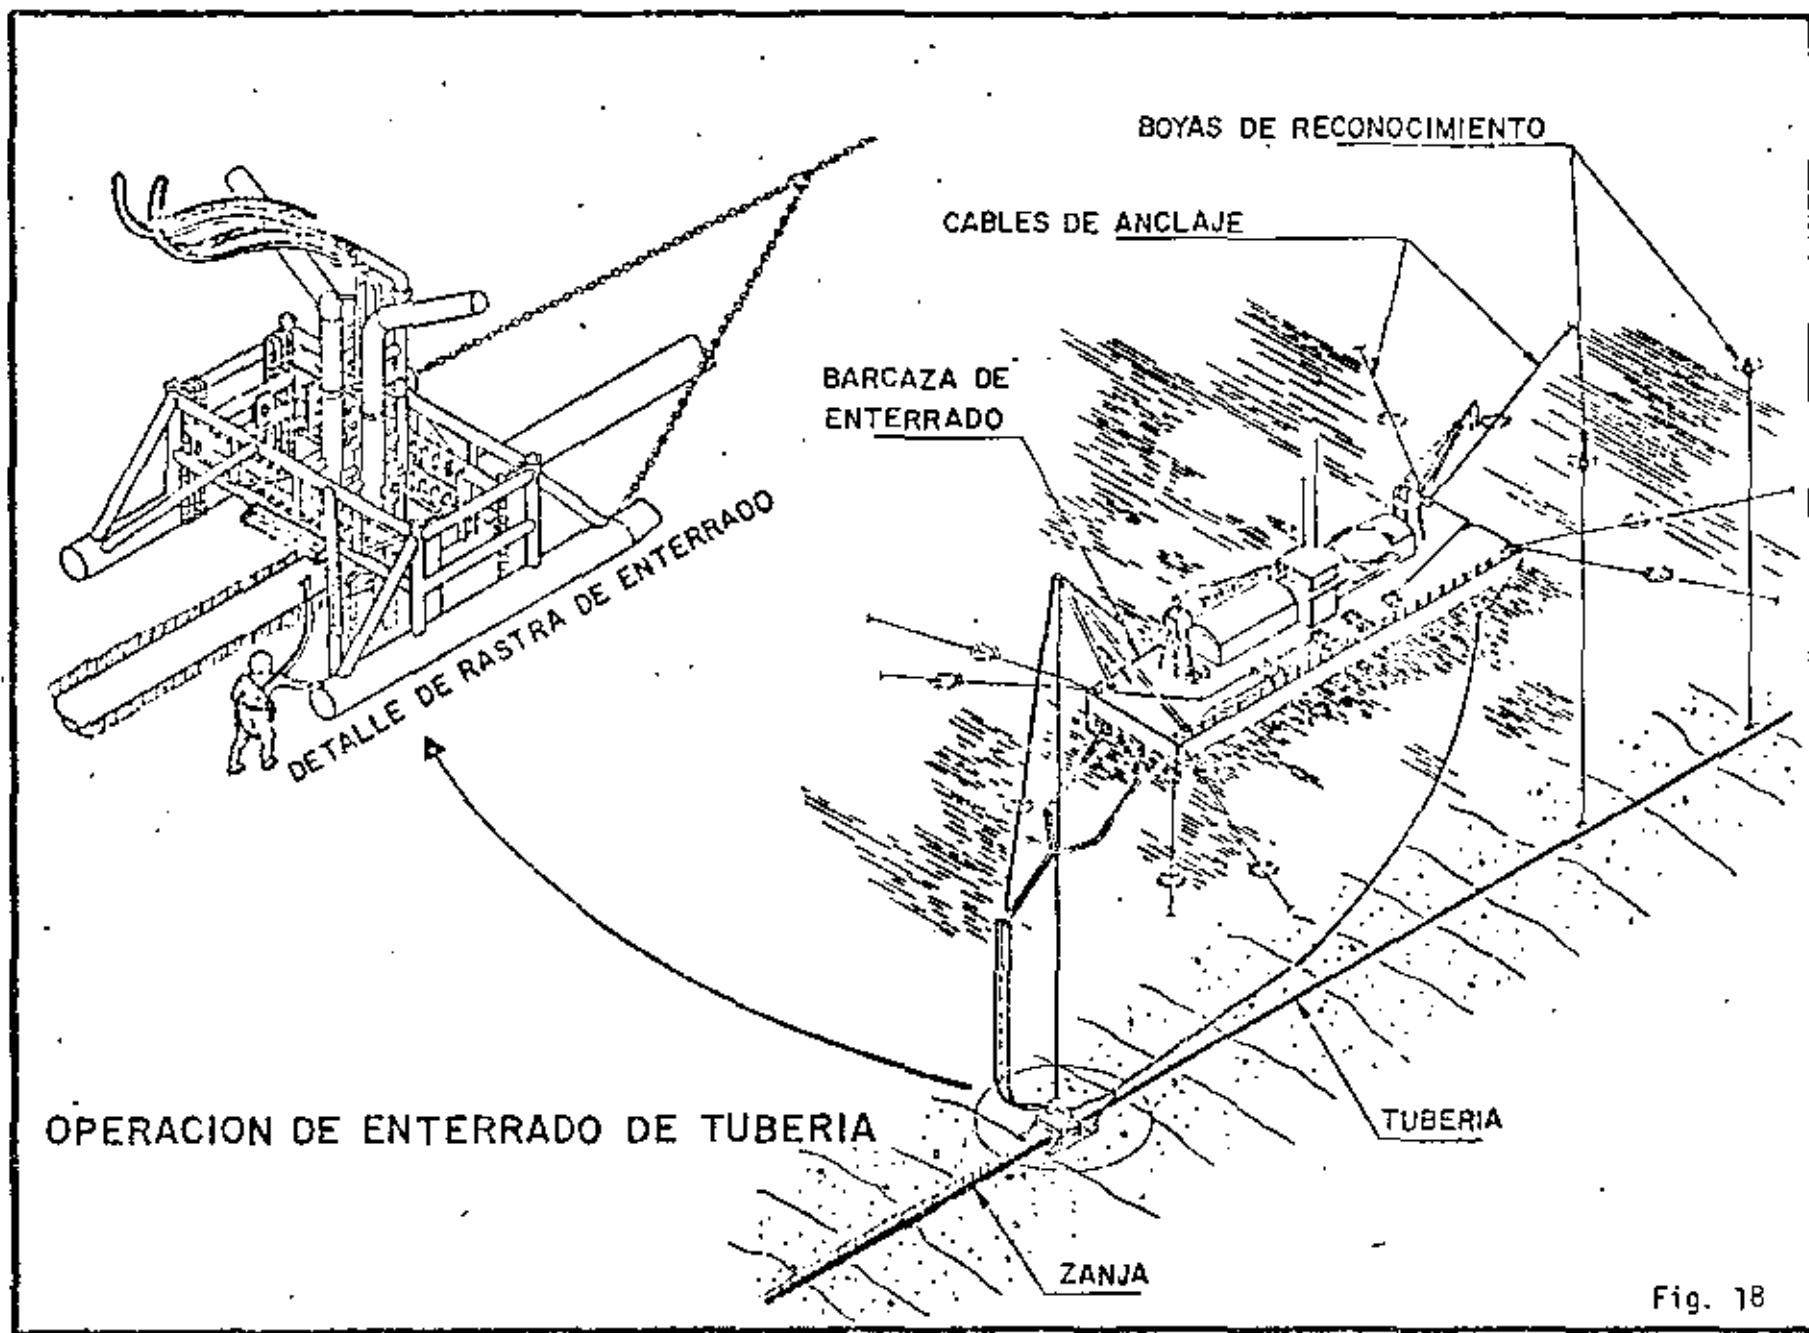 BOYAS DE RECONOCIMIENTO
CABLES DE ANCLAJE
BARCAZA DE
ENTERRADO
DETALLE DE RASTRA DE ENTERRADO
OPERACION DE ENTERRADO DE TUBERIA
TUBERIA
ZANJA
Fig. 18